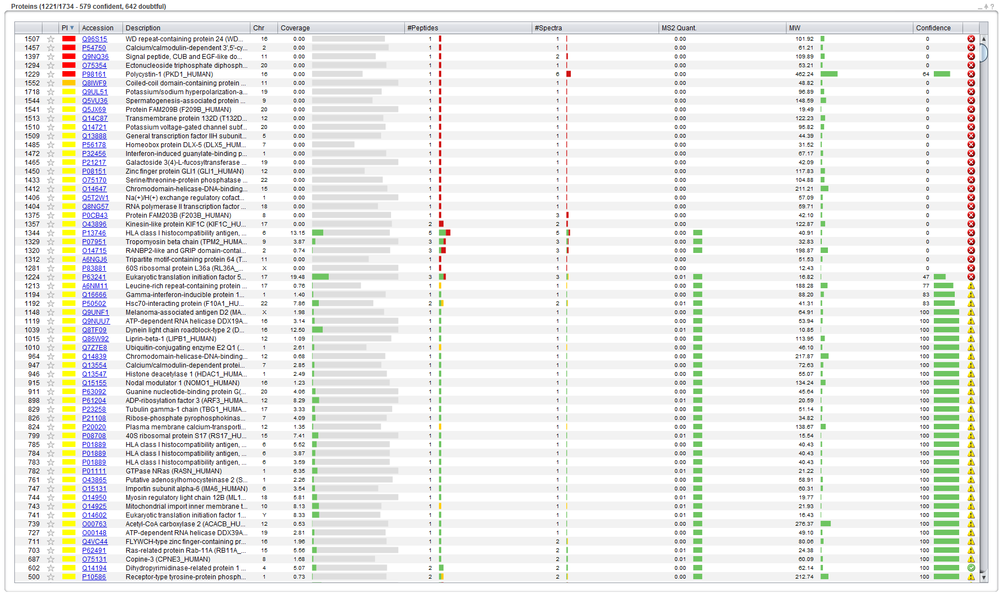 Proteins (1221/1734 - 579 confident, 642 doubtful)
PI Accession Description Chr Coverage #Peptides #Spectra MS2 Quant. MW Confidence
1507 Q96S15 WD repeat-containing protein 24 (WD... 16 0.00 1 1 0.00 101.92 0
1457 P54750 Calcium/calmodulin-dependent 3',5'-cy... 2 0.00 1 1 0.00 61.21 0
1397 Q9NQ36 Signal peptide, CUB and EGF-like do... 11 0.00 1 2 0.00 109.89 0
1294 O75354 Ectonucleoside triphosphate diphosph... 20 0.00 1 1 0.00 53.21 0
1229 P98161 Polycystin-1 (PKD1_HUMAN) 16 0.00 1 6 0.00 462.24 64
1552 Q8IWF9 Coiled-coil domain-containing protein ... 11 0.00 1 1 0.00 48.82 0
1718 Q9UL51 Potassium/sodium hyperpolarization-a... 19 0.00 1 1 0.00 96.89 0
1544 Q5VU36 Spermatogenesis-associated protein ... 9 0.00 1 1 0.00 148.59 0
1541 Q5JX69 Protein FAM209B (F209B_HUMAN) 20 0.00 1 1 0.00 19.49 0
1513 Q14C87 Transmembrane protein 132D (T132D... 12 0.00 1 1 0.00 122.23 0
1510 Q14721 Potassium voltage-gated channel subf... 20 0.00 1 1 0.00 95.82 0
1509 Q13888 General transcription factor IIH subunit... 5 0.00 1 1 0.00 44.39 0
1485 P56178 Homeobox protein DLX-5 (DLX5_HUM... 7 0.00 1 1 0.00 31.52 0
1472 P32456 Interferon-induced guanylate-binding p... 1 0.00 1 1 0.00 67.17 0
1465 P21217 Galactoside 3(4)-L-fucosyltransferase ... 19 0.00 1 1 0.00 42.09 0
1450 P08151 Zinc finger protein GLI1 (GLI1_HUMAN) 12 0.00 1 1 0.00 117.83 0
1433 O75170 Serine/threonine-protein phosphatase ... 22 0.00 1 1 0.00 104.88 0
1412 O14647 Chromodomain-helicase-DNA-binding... 15 0.00 1 1 0.00 211.21 0
1406 Q5T2W1 Na(+)/H(+) exchange regulatory cofact... 1 0.00 1 1 0.00 57.09 0
1404 Q8NG57 RNA polymerase II transcription factor ... 18 0.00 1 1 0.00 59.71 0
1375 P0CB43 Protein FAM203B (F203B_HUMAN) 8 0.00 1 3 0.00 42.10 0
1357 O43896 Kinesin-like protein KIF1C (KIF1C_HU... 17 0.00 2 2 0.00 122.87 0
1344 P13746 HLA class I histocompatibility antigen, ... 6 13.15 5 5 0.00 40.91 0
1329 P07951 Tropomyosin beta chain (TPM2_HUMA... 9 3.87 3 3 0.00 32.83 0
1320 O14715 RANBP2-like and GRIP domain-contai... 2 0.74 3 3 0.00 198.87 0
1312 A6NGJ6 Tripartite motif-containing protein 64 (T... 11 0.00 1 1 0.00 51.53 0
1281 P83881 60S ribosomal protein L36a (RL36A_... X 0.00 1 1 0.00 12.43 0
1224 P63241 Eukaryotic translation initiation factor 5... 17 19.48 3 3 0.01 16.82 47
1213 A6NM11 Leucine-rich repeat-containing protein ... 17 0.76 1 1 0.00 188.28 77
1194 Q16666 Gamma-interferon-inducible protein 1... 1 1.40 1 1 0.00 88.20 83
1192 P50502 Hsc70-interacting protein (F10A1_HU... 22 7.86 2 2 0.01 41.31 83
1148 Q9UNF1 Melanoma-associated antigen D2 (MA... X 1.98 1 1 0.00 64.91 100
1119 Q9NUU7 ATP-dependent RNA helicase DDX19A... 16 3.14 1 1 0.00 53.94 100
1039 Q8TF09 Dynein light chain roadblock-type 2 (D... 16 12.50 1 1 0.01 10.85 100
1015 Q86W92 Liprin-beta-1 (LIPB1_HUMAN) 12 1.09 1 1 0.00 113.95 100
1010 Q7Z7E8 Ubiquitin-conjugating enzyme E2 Q1 (... 1 2.61 1 1 0.00 46.10 100
964 Q14839 Chromodomain-helicase-DNA-binding... 12 0.68 1 1 0.00 217.87 100
947 Q13554 Calcium/calmodulin-dependent protei... 7 2.85 1 1 0.00 72.63 100
946 Q13547 Histone deacetylase 1 (HDAC1_HUMA... 1 2.49 1 1 0.00 55.07 100
915 Q15155 Nodal modulator 1 (NOMO1_HUMAN) 16 1.23 1 1 0.00 134.24 100
911 P63092 Guanine nucleotide-binding protein G(... 20 4.06 1 1 0.00 45.64 100
898 P61204 ADP-ribosylation factor 3 (ARF3_HUMA... 12 8.29 1 1 0.01 20.59 100
829 P23258 Tubulin gamma-1 chain (TBG1_HUMA... 17 3.33 1 1 0.00 51.14 100
826 P21108 Ribose-phosphate pyrophosphokinas... 7 4.09 1 1 0.00 34.82 100
824 P20020 Plasma membrane calcium-transporti... 12 1.35 1 1 0.00 138.67 100
799 P08708 40S ribosomal protein S17 (RS17_HU... 15 7.41 1 1 0.01 15.54 100
785 P01889 HLA class I histocompatibility antigen, ... 6 5.52 1 1 0.00 40.43 100
784 P01889 HLA class I histocompatibility antigen, ... 6 3.87 1 1 0.00 40.43 100
783 P01889 HLA class I histocompatibility antigen, ... 6 3.59 1 1 0.00 40.43 100
782 P01111 GTPase NRas (RASN_HUMAN) 1 6.35 1 1 0.01 21.22 100
761 O43865 Putative adenosylhomocysteinase 2 (S... 1 2.26 1 1 0.00 58.91 100
747 O15131 Importin subunit alpha-6 (IMA6_HUMAN) 6 3.54 1 1 0.00 60.31 100
744 O14950 Myosin regulatory light chain 12B (ML1... 18 5.81 1 1 0.01 19.77 100
743 O14925 Mitochondrial import inner membrane t... 10 8.13 1 1 0.01 21.93 100
741 O14602 Eukaryotic translation initiation factor 1... Y 8.33 1 1 0.01 16.43 100
739 O00763 Acetyl-CoA carboxylase 2 (ACACB_HU... 12 0.53 1 1 0.00 276.37 100
727 O00148 ATP-dependent RNA helicase DDX39A... 19 2.81 1 1 0.00 49.10 100
711 Q4VC44 FLYWCH-type zinc finger-containing pr... 16 1.96 1 2 0.00 80.06 100
703 P62491 Ras-related protein Rab-11A (RB11A_... 15 5.56 1 2 0.01 24.38 100
687 O75131 Copine-3 (CPNE3_HUMAN) 8 1.68 1 2 0.00 60.09 100
602 Q14194 Dihydropyrimidinase-related protein 1 ... 4 5.07 2 2 0.00 62.14 100
500 P10586 Receptor-type tyrosine-protein phosph... 1 0.73 2 2 0.00 212.74 100